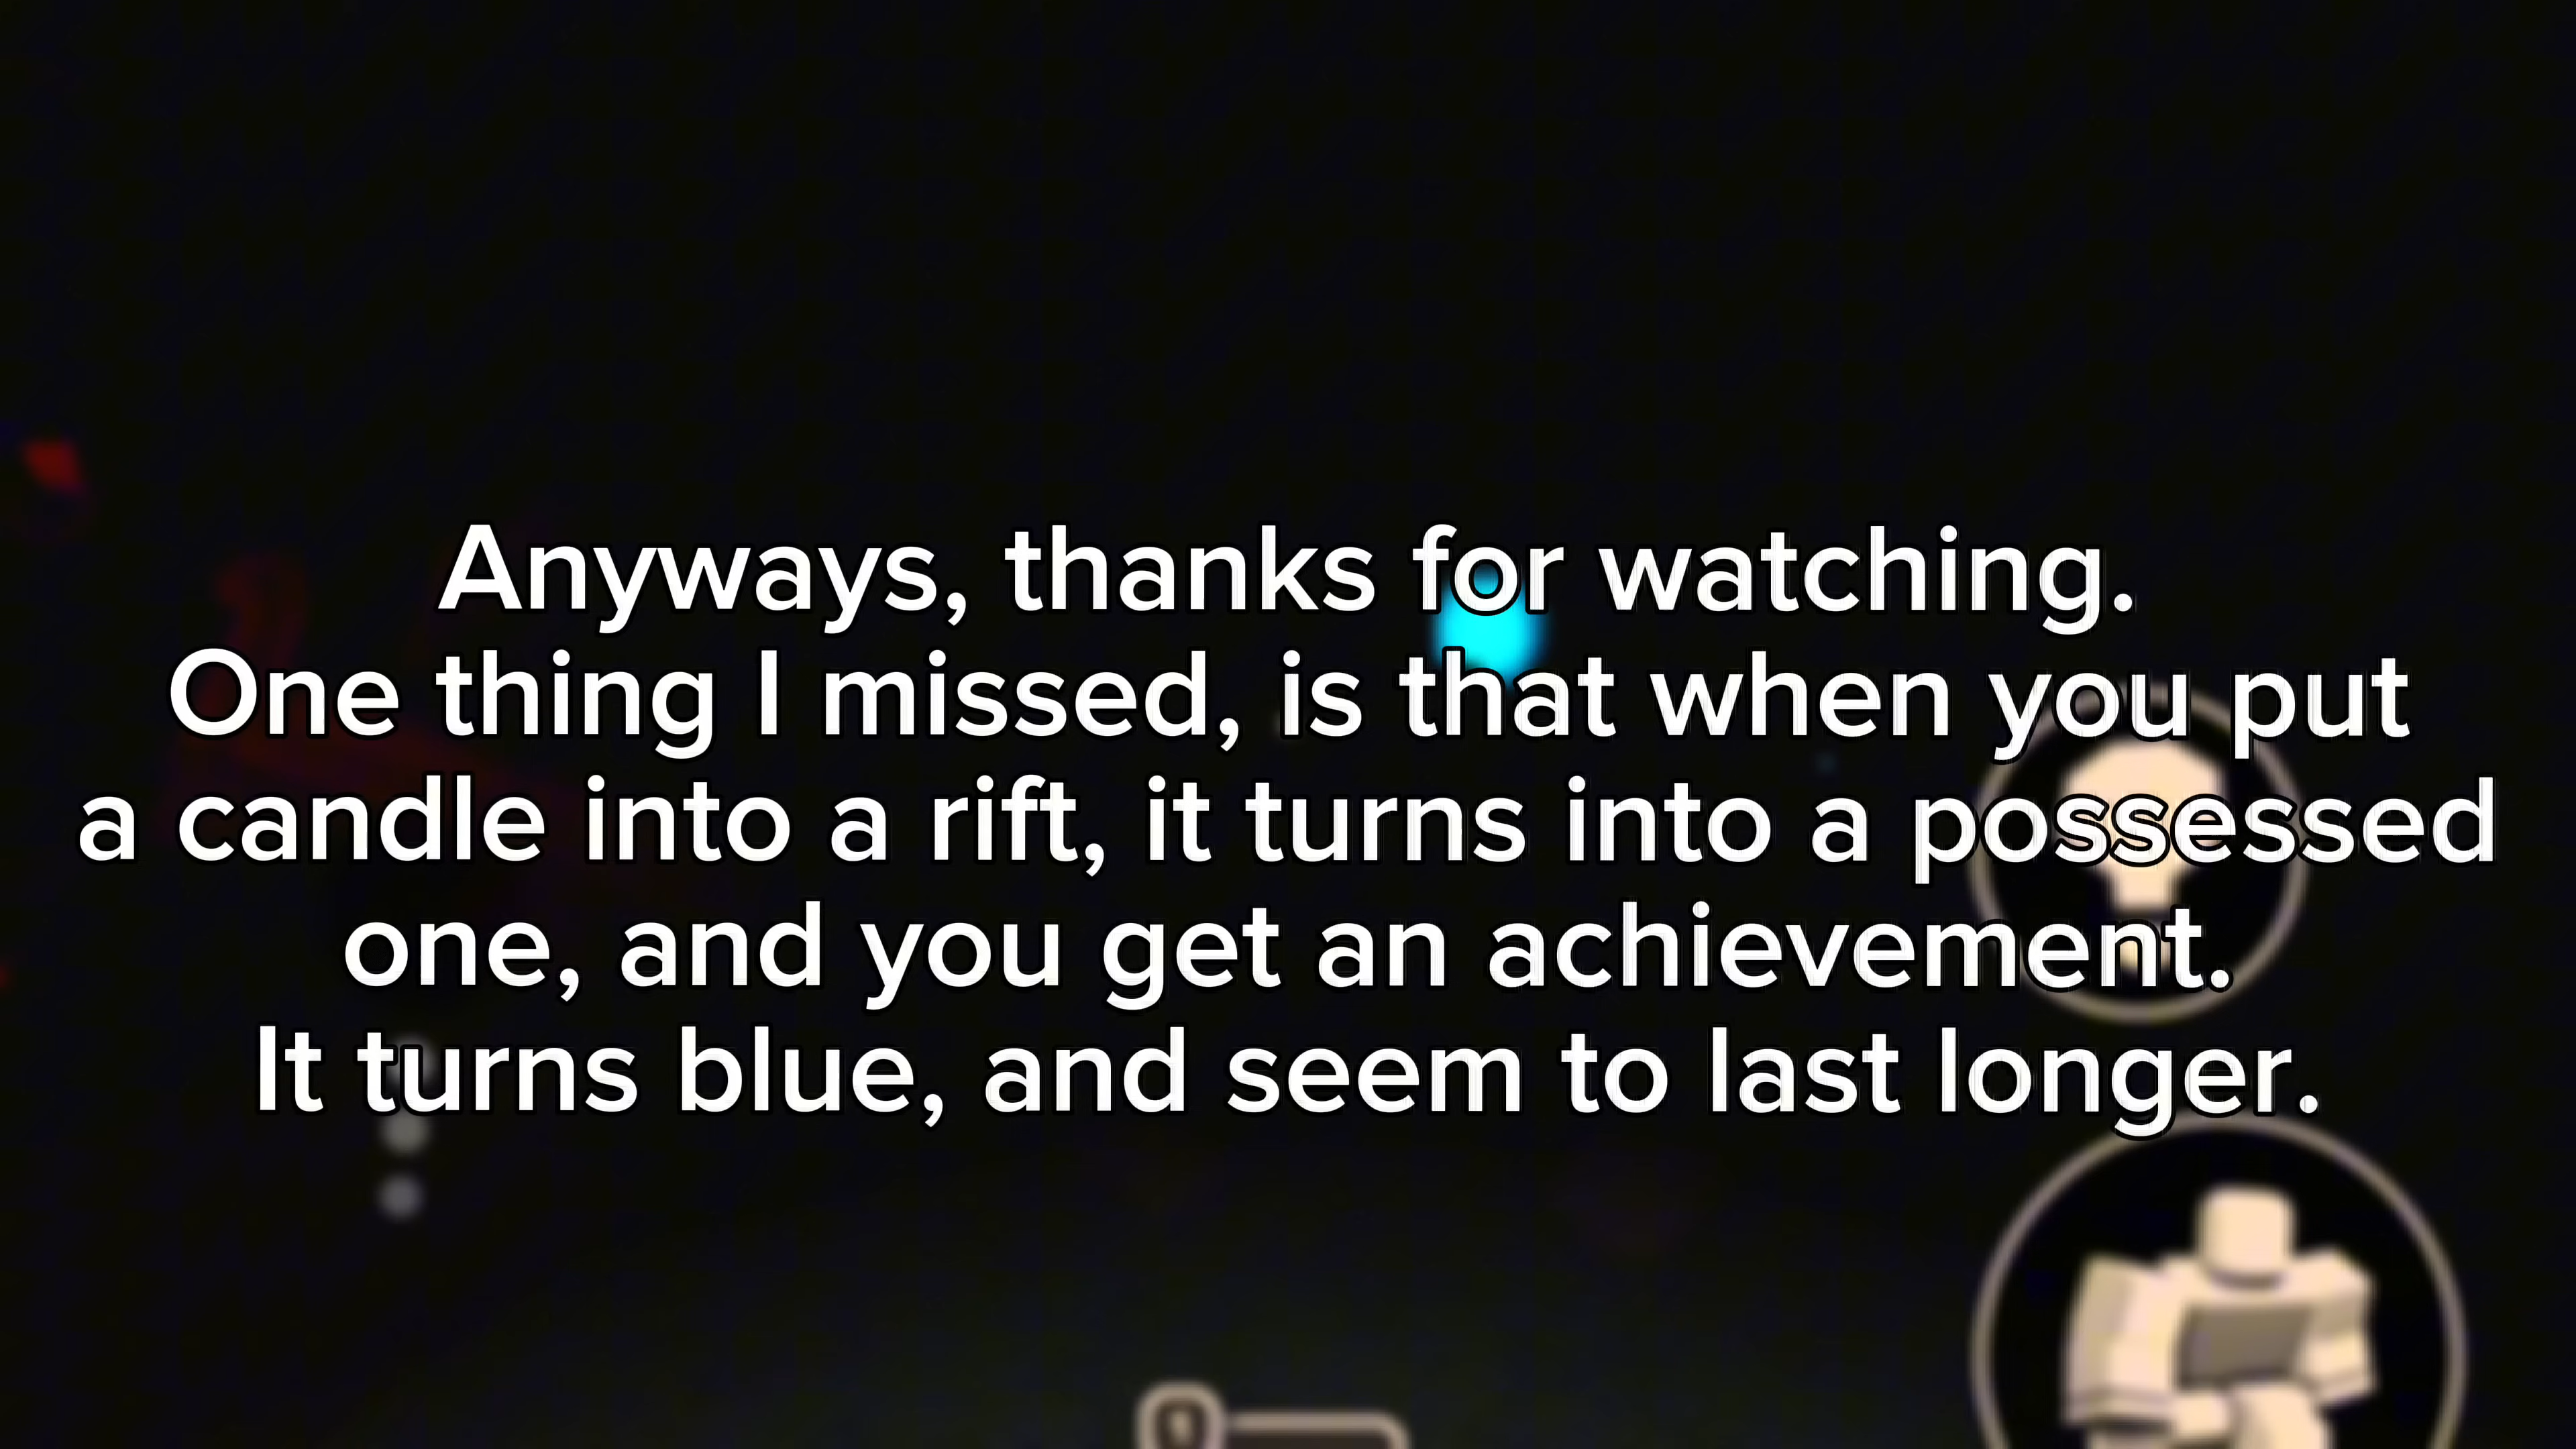 Anyways, thanks for watching.
One thing I missed, is that when you put
a candle into a rift, it turns into a possessed
one, and you get an achievement.
It turns blue, and seem to last longer.